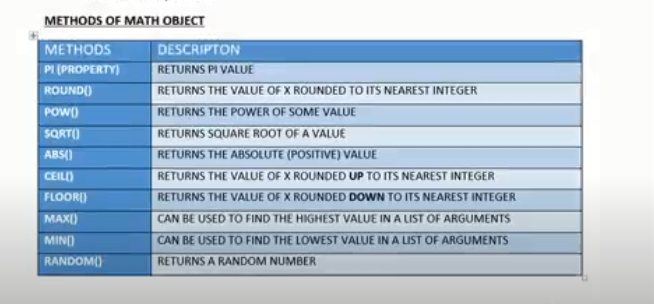 METHODS OF MATH OBJECT
METHODS DESCRIPTON
PI (PROPERTY) RETURNS PI VALUE
ROUND() RETURNS THE VALUE OF X ROUNDED TO ITS NEAREST INTEGER
POW() RETURNS THE POWER OF SOME VALUE
SQRT() RETURNS SQUARE ROOT OF A VALUE
ABS() RETURNS THE ABSOLUTE (POSITIVE) VALUE
CEIL() RETURNS THE VALUE OF X ROUNDED UP TO ITS NEAREST INTEGER
FLOOR() RETURNS THE VALUE OF X ROUNDED DOWN TO ITS NEAREST INTEGER
MAX() CAN BE USED TO FIND THE HIGHEST VALUE IN A LIST OF ARGUMENTS
MIN() CAN BE USED TO FIND THE LOWEST VALUE IN A LIST OF ARGUMENTS
RANDOM() RETURNS A RANDOM NUMBER